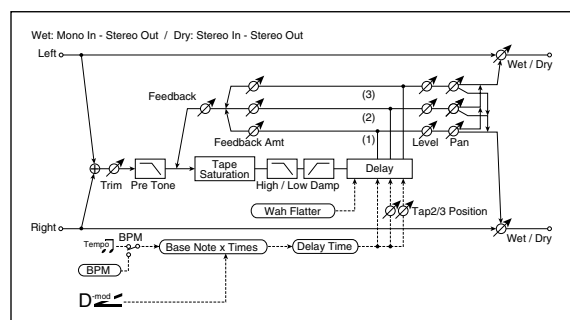 Wet: Mono In - Stereo Out / Dry: Stereo In - Stereo Out
Left
Wet / Dry
Feedback
(3)
(2)
(1)
Feedback Amt
Level
Pan
Trim
Pre Tone
Tape Saturation
High / Low Damp
Delay
Wah Flatter
Tap2/3 Position
Right
Wet / Dry
Tempo
BPM
BPM
Base Note x Times
Delay Time
D-mod